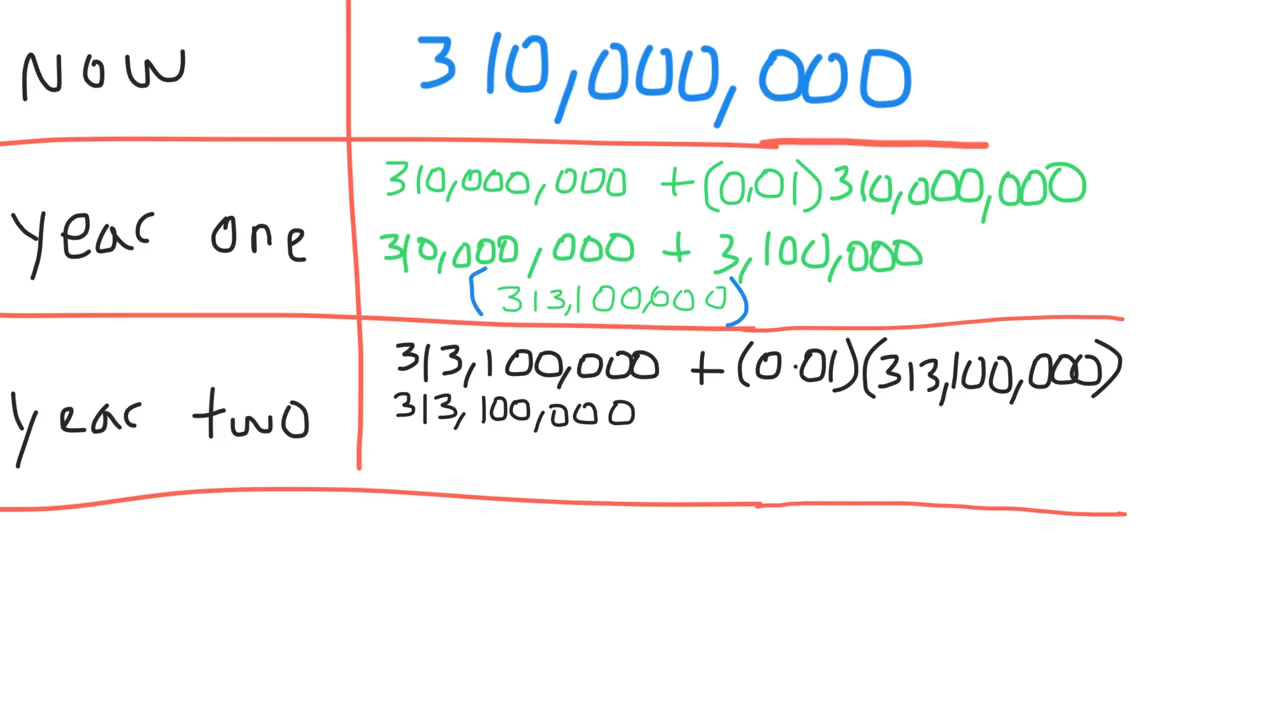 Now
310,000,000
year one
310,000,000 + (0.01) 310,000,000
310,000,000 + 3,100,000
(313,100,000)
year two
313,100,000 + (0.01)(313,100,000)
313,100,000